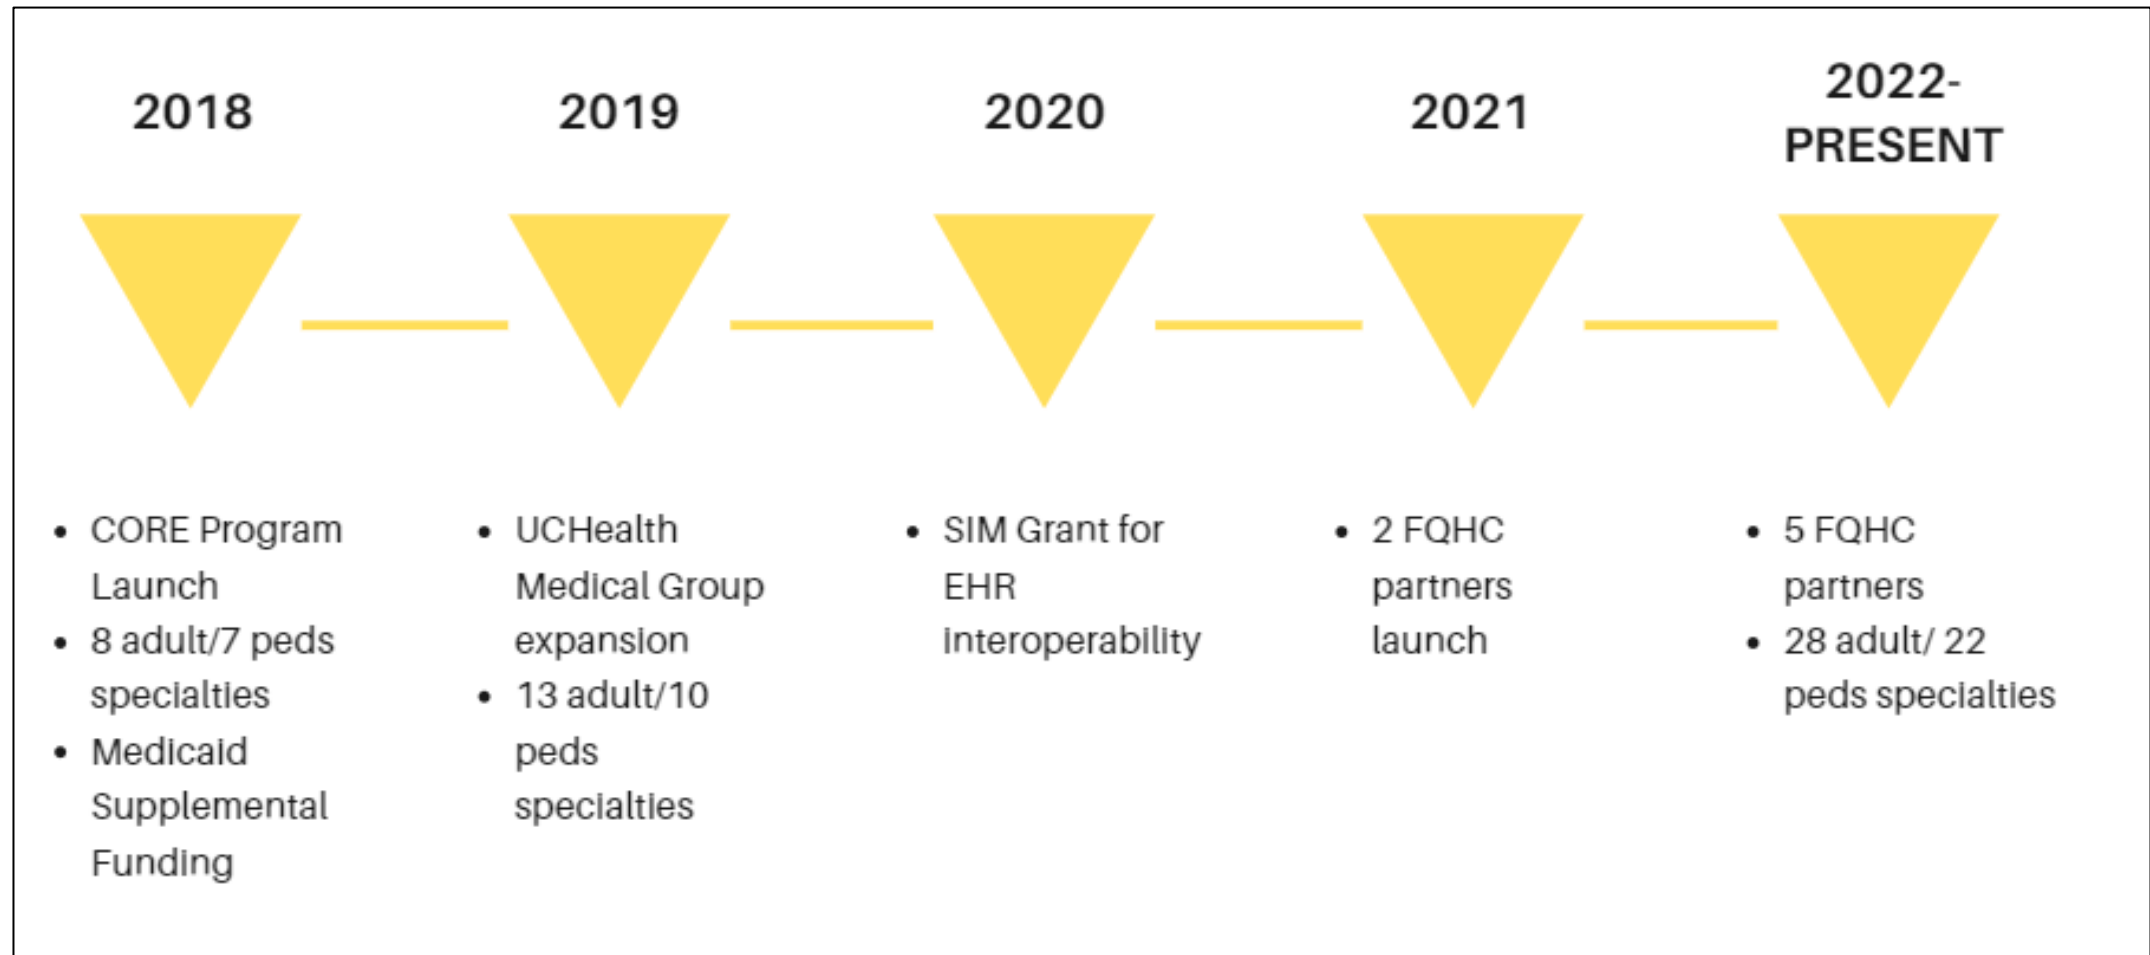 2018
2019
2020
2021
2022-
PRESENT
• CORE Program
Launch
• 8 adult/7 peds
specialties
• Medicaid
Supplemental
Funding
• UCHealth
Medical Group
expansion
• 13 adult/10
peds
specialties
• SIM Grant for
EHR
interoperability
• 2 FQHC
partners
launch
• 5 FQHC
partners
• 28 adult/ 22
peds specialties